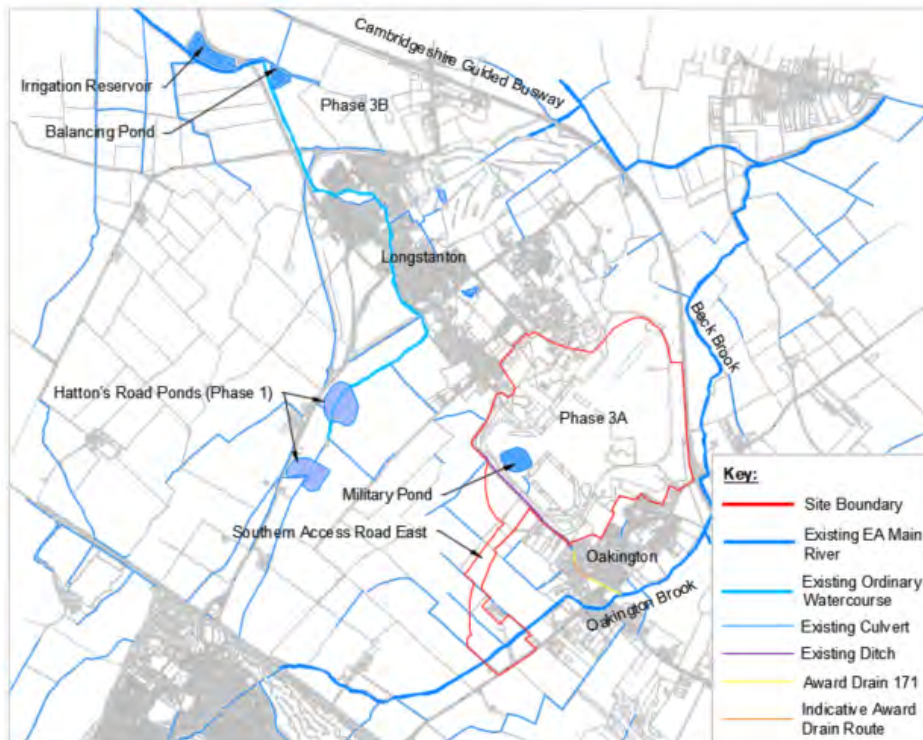 Cambridgeshire Guided Busway
Irrigation Reservoir
Phase 3B
Balancing Pond
Longstanton
Beck Brook
Hatton's Road Ponds (Phase 1)
Phase 3A
Military Pond
Southern Access Road East
Oakington
Oakington Brook
Key:
Site Boundary
Existing EA Main
River
Existing Ordinary
Watercourse
Existing Culvert
Existing Ditch
Award Drain 171
Indicative Award
Drain Route